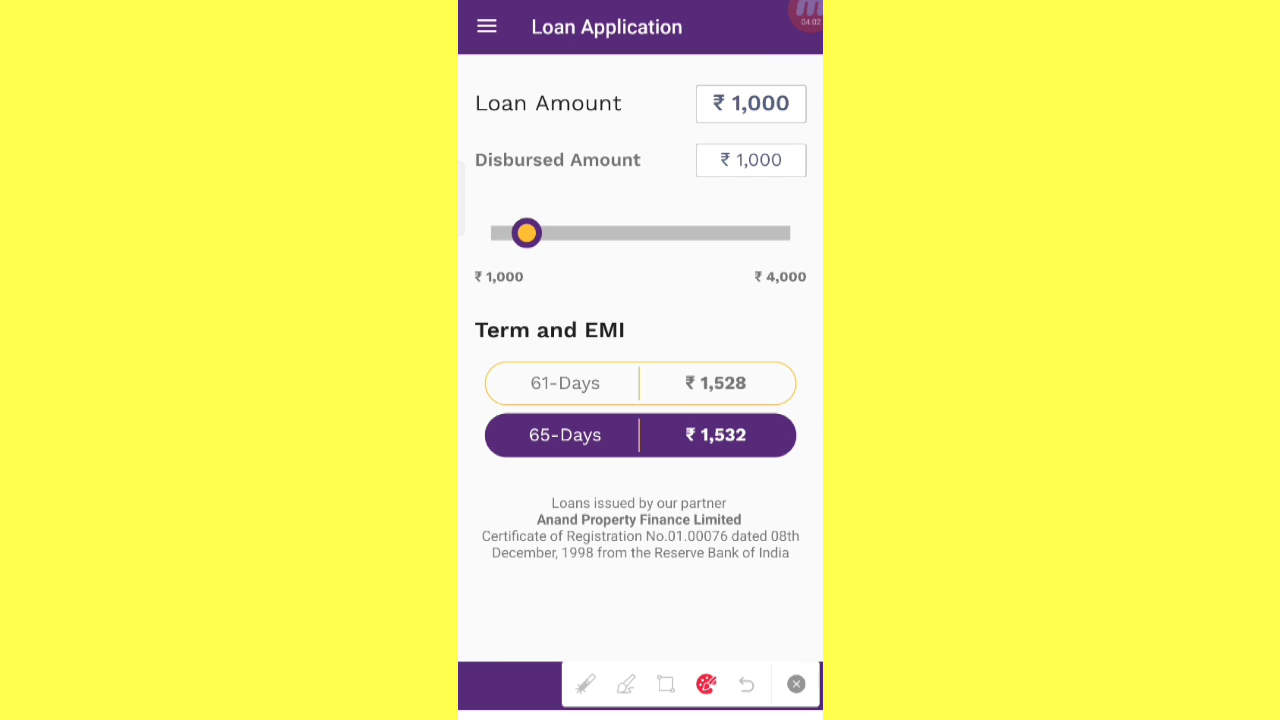 Loan Application
04:02
Loan Amount
₹ 1,000
Disbursed Amount
₹ 1,000
₹ 1,000
₹ 4,000
Term and EMI
61-Days
₹ 1,528
65-Days
₹ 1,532
Loans issued by our partner
Anand Property Finance Limited
Certificate of Registration No.01.00076 dated 08th
December, 1998 from the Reserve Bank of India